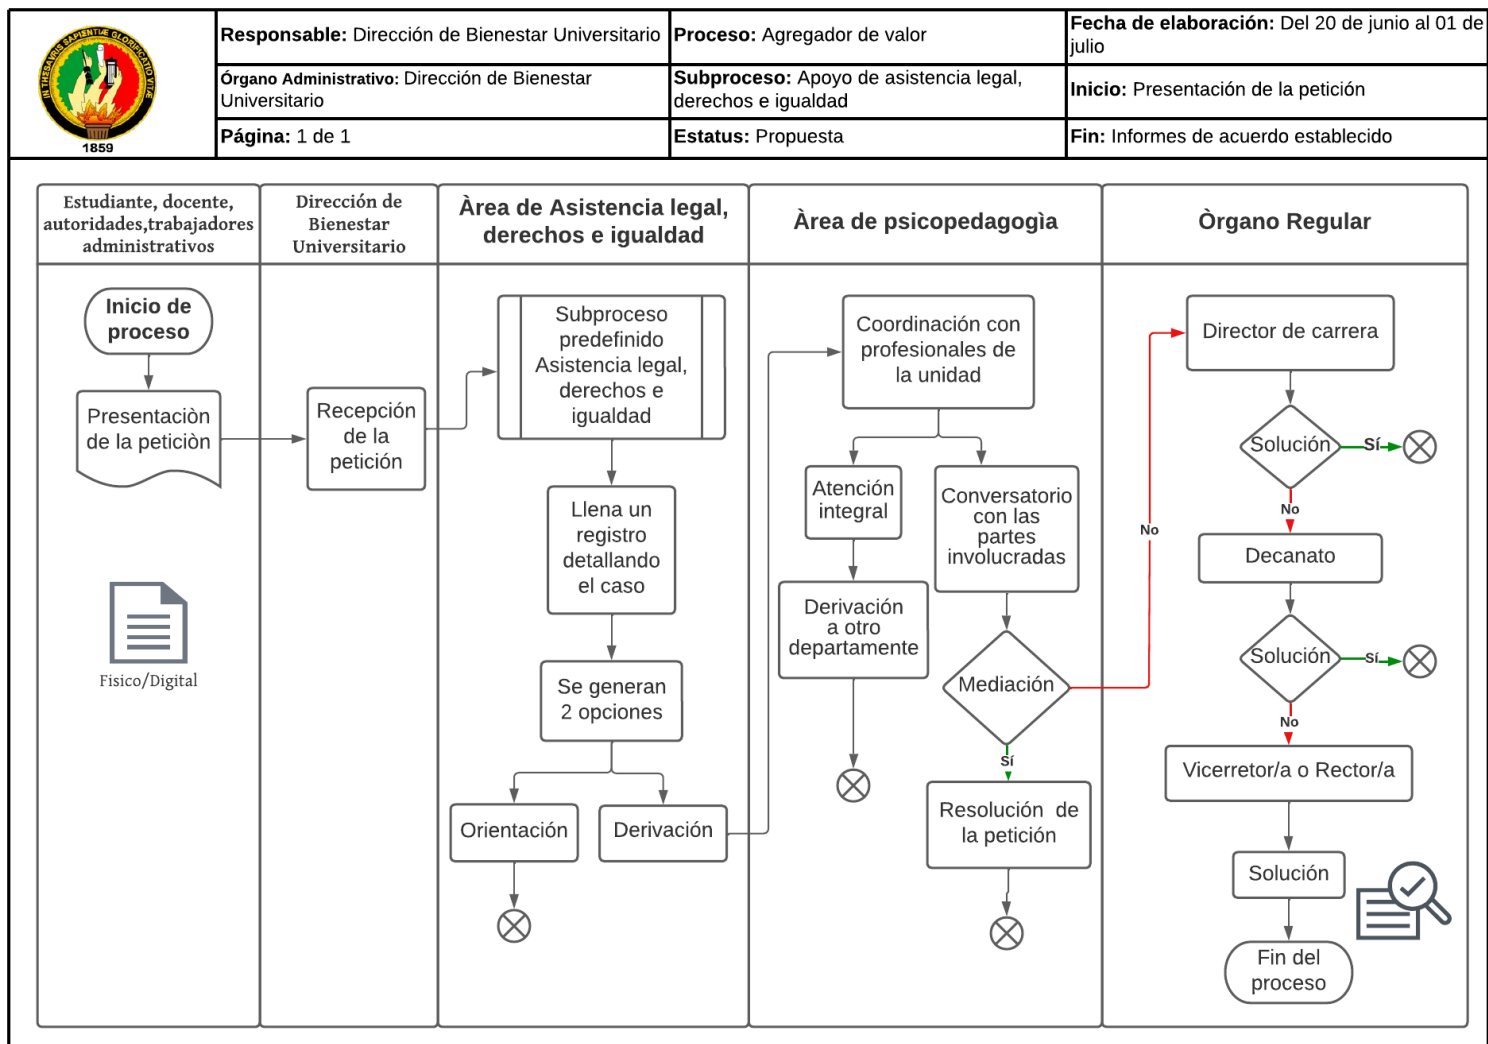 IN THESAVRIS SAPIENTIÆ GLORIFICATIO VITÆ
1859
Responsable: Dirección de Bienestar Universitario
Proceso: Agregador de valor
Fecha de elaboración: Del 20 de junio al 01 de
julio
Órgano Administrativo: Dirección de Bienestar
Universitario
Subproceso: Apoyo de asistencia legal,
derechos e igualdad
Inicio: Presentación de la petición
Página: 1 de 1
Estatus: Propuesta
Fin: Informes de acuerdo establecido
Estudiante, docente,
autoridades,trabajadores
administrativos
Dirección de
Bienestar
Universitario
Àrea de Asistencia legal,
derechos e igualdad
Àrea de psicopedagogìa
Òrgano Regular
Inicio de
proceso
Presentaciòn
de la peticiòn
Fisico/Digital
Recepción
de la
petición
Subproceso
predefinido
Asistencia legal,
derechos e
igualdad
Llena un
registro
detallando
el caso
Se generan
2 opciones
Orientación
Derivación
Coordinación con
profesionales de
la unidad
Atención
integral
Derivación
a otro
departamente
Conversatorio
con las
partes
involucradas
Mediación
No
Sí
Resolución de
la petición
Director de carrera
Solución
Sí
No
Decanato
Solución
Sí
No
Vicerretor/a o Rector/a
Solución
Fin del
proceso